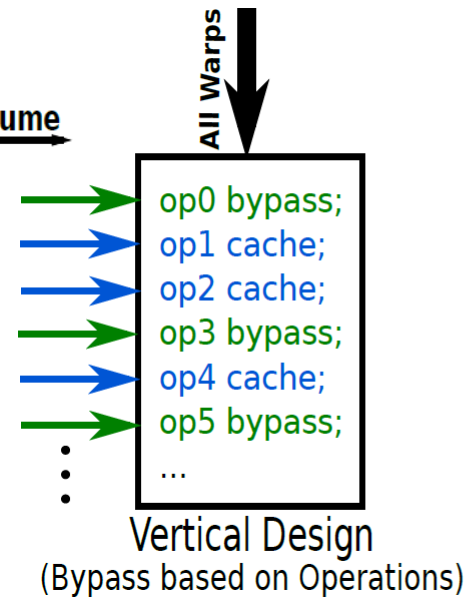 All Warps
ume
op0 bypass;
op1 cache;
op2 cache;
op3 bypass;
op4 cache;
op5 bypass;
...
Vertical Design
(Bypass based on Operations)